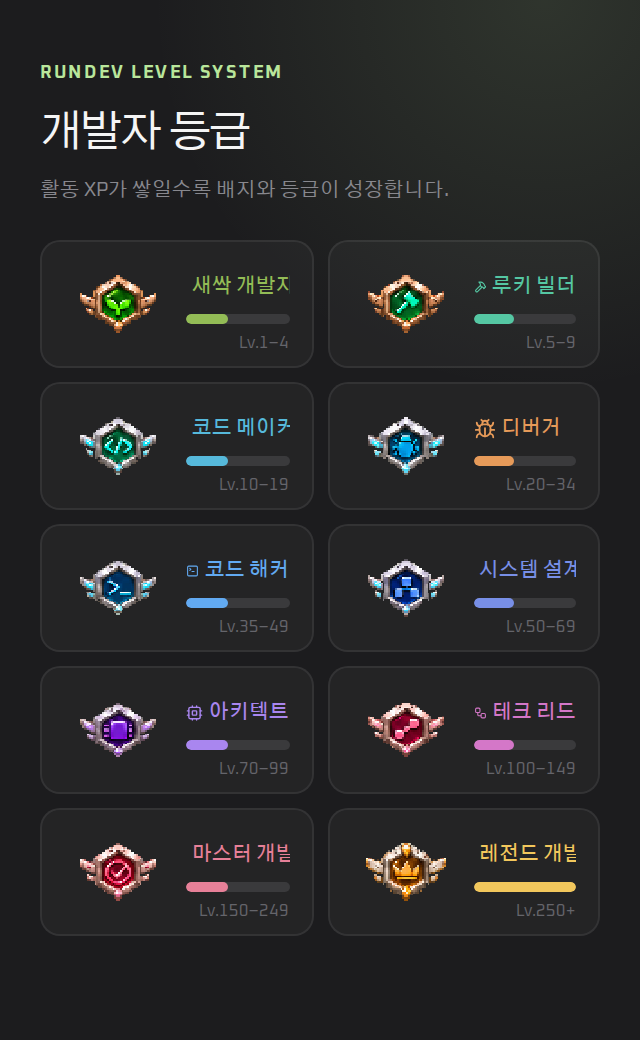 RUNDEV LEVEL SYSTEM
개발자 등급
활동 XP가 쌓일수록 배지와 등급이 성장합니다.
새싹 개발자
Lv.1–4
루키 빌더
Lv.5–9
코드 메이커
Lv.10–19
디버거
Lv.20–34
코드 해커
Lv.35–49
시스템 설계
Lv.50–69
아키텍트
Lv.70–99
테크 리드
Lv.100–149
마스터 개발
Lv.150–249
레전드 개발
Lv.250+